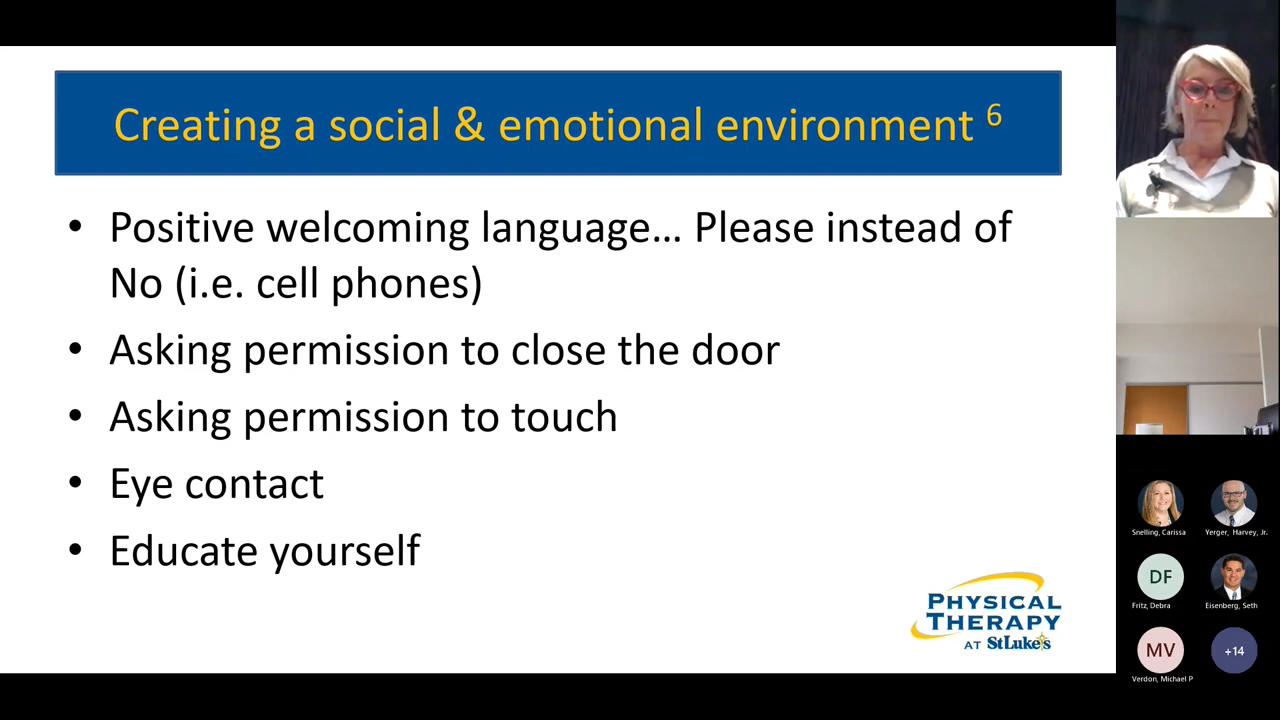 Creating a social & emotional environment 6
• Positive welcoming language... Please instead of
No (i.e. cell phones)
• Asking permission to close the door
• Asking permission to touch
• Eye contact
• Educate yourself
PHYSICAL
THERAPY
AT StLuke's
Snelling, Carissa
Yerger, Harvey, Jr.
DF
Fritz, Debra
Eisenberg, Seth
MV
+14
Verdon, Michael P